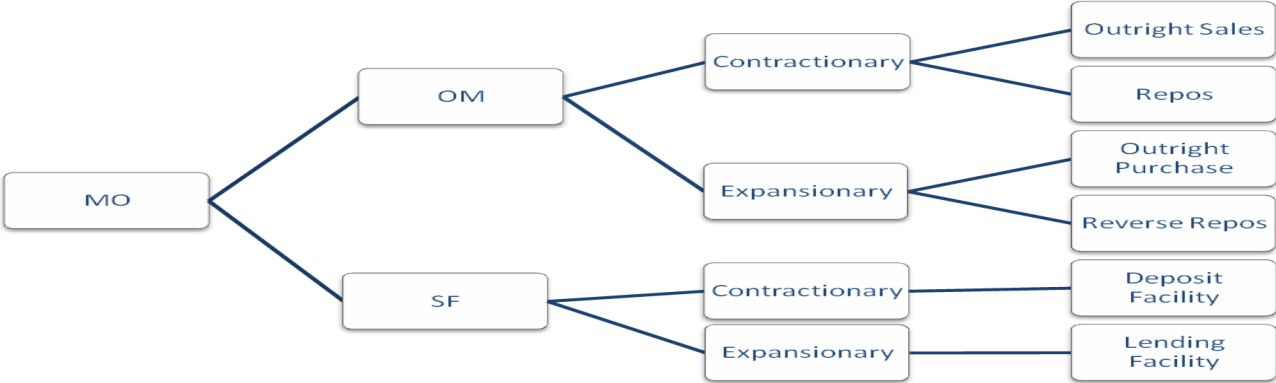 Outright Sales
Contractionary
OM
Repos
Outright
Purchase
MO
Expansionary
Reverse Repos
Contractionary
Deposit
Facility
SF
Expansionary
Lending
Facility